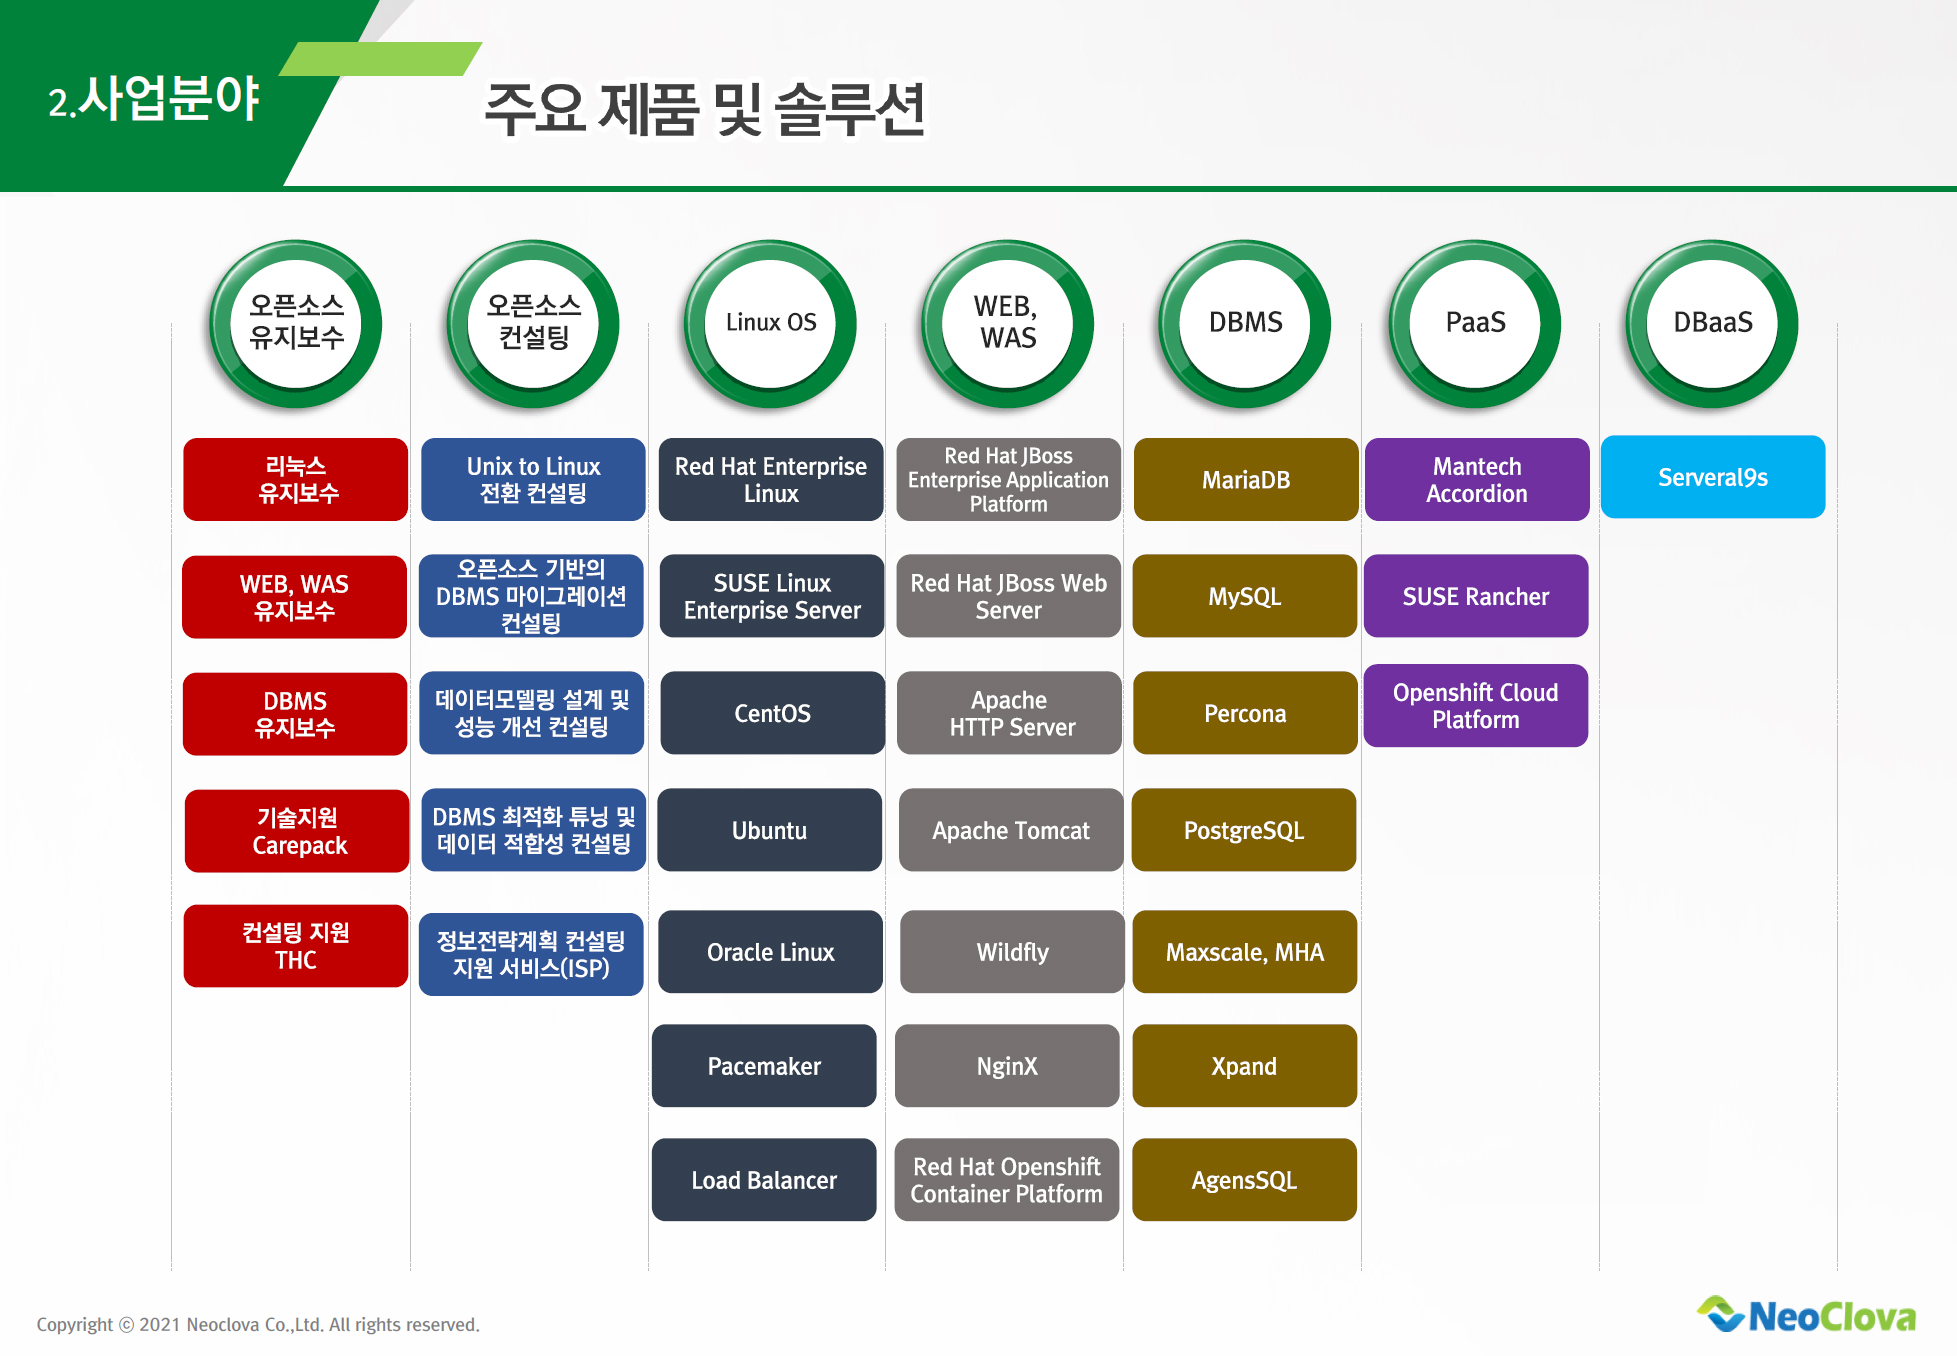 2.사업분야
주요 제품 및 솔루션
오픈소스
유지보수
오픈소스
컨설팅
Linux OS
WEB,
WAS
DBMS
PaaS
DBaaS
리눅스
유지보수
WEB, WAS
유지보수
DBMS
유지보수
기술지원
Carepack
컨설팅 지원
THC
Unix to Linux
전환 컨설팅
오픈소스 기반의
DBMS 마이그레이션
컨설팅
데이터모델링 설계 및
성능 개선 컨설팅
DBMS 최적화 튜닝 및
데이터 적합성 컨설팅
정보전략계획 컨설팅
지원 서비스(ISP)
Red Hat Enterprise
Linux
SUSE Linux
Enterprise Server
CentOS
Ubuntu
Oracle Linux
Pacemaker
Load Balancer
Red Hat JBoss
Enterprise Application
Platform
Red Hat JBoss Web
Server
Apache
HTTP Server
Apache Tomcat
Wildfly
NginX
Red Hat Openshift
Container Platform
MariaDB
MySQL
Percona
PostgreSQL
Maxscale, MHA
Xpand
AgensSQL
Mantech
Accordion
SUSE Rancher
Openshift Cloud
Platform
Serveral9s
Copyright ⓒ 2021 Neoclova Co.,Ltd. All rights reserved.
NeoClova